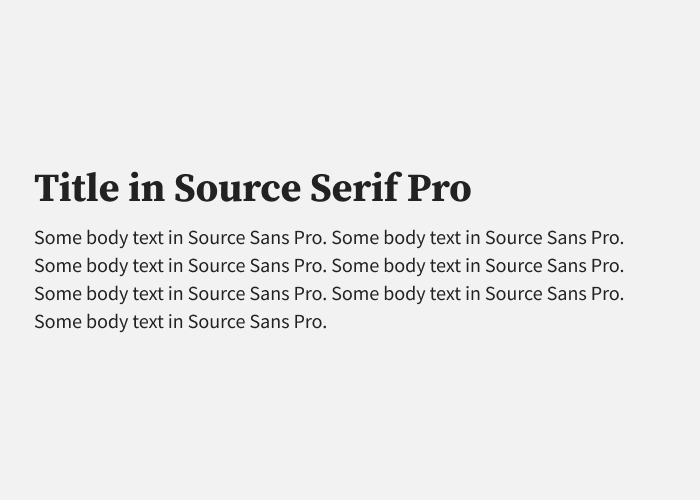 Title in Source Serif Pro
Some body text in Source Sans Pro. Some body text in Source Sans Pro.
Some body text in Source Sans Pro. Some body text in Source Sans Pro.
Some body text in Source Sans Pro. Some body text in Source Sans Pro.
Some body text in Source Sans Pro.